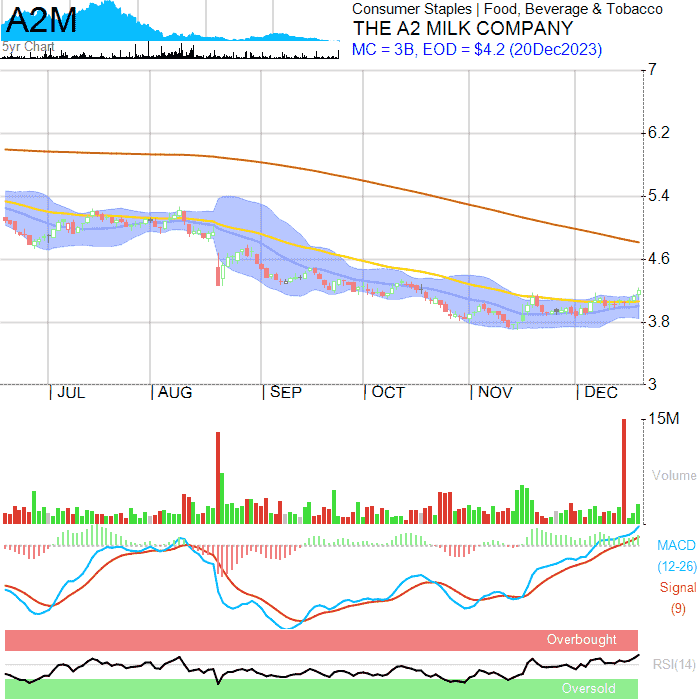 A2M
5yr Chart
Consumer Staples | Food, Beverage & Tobacco
THE A2 MILK COMPANY
MC = 3B, EOD = $4.2 (20Dec2023)
7
6.2
5.4
4.6
3.8
3
JUL AUG SEP OCT NOV DEC
15M
Volume
MACD
(12-26)
Signal
(9)
Overbought
RSI(14)
Oversold